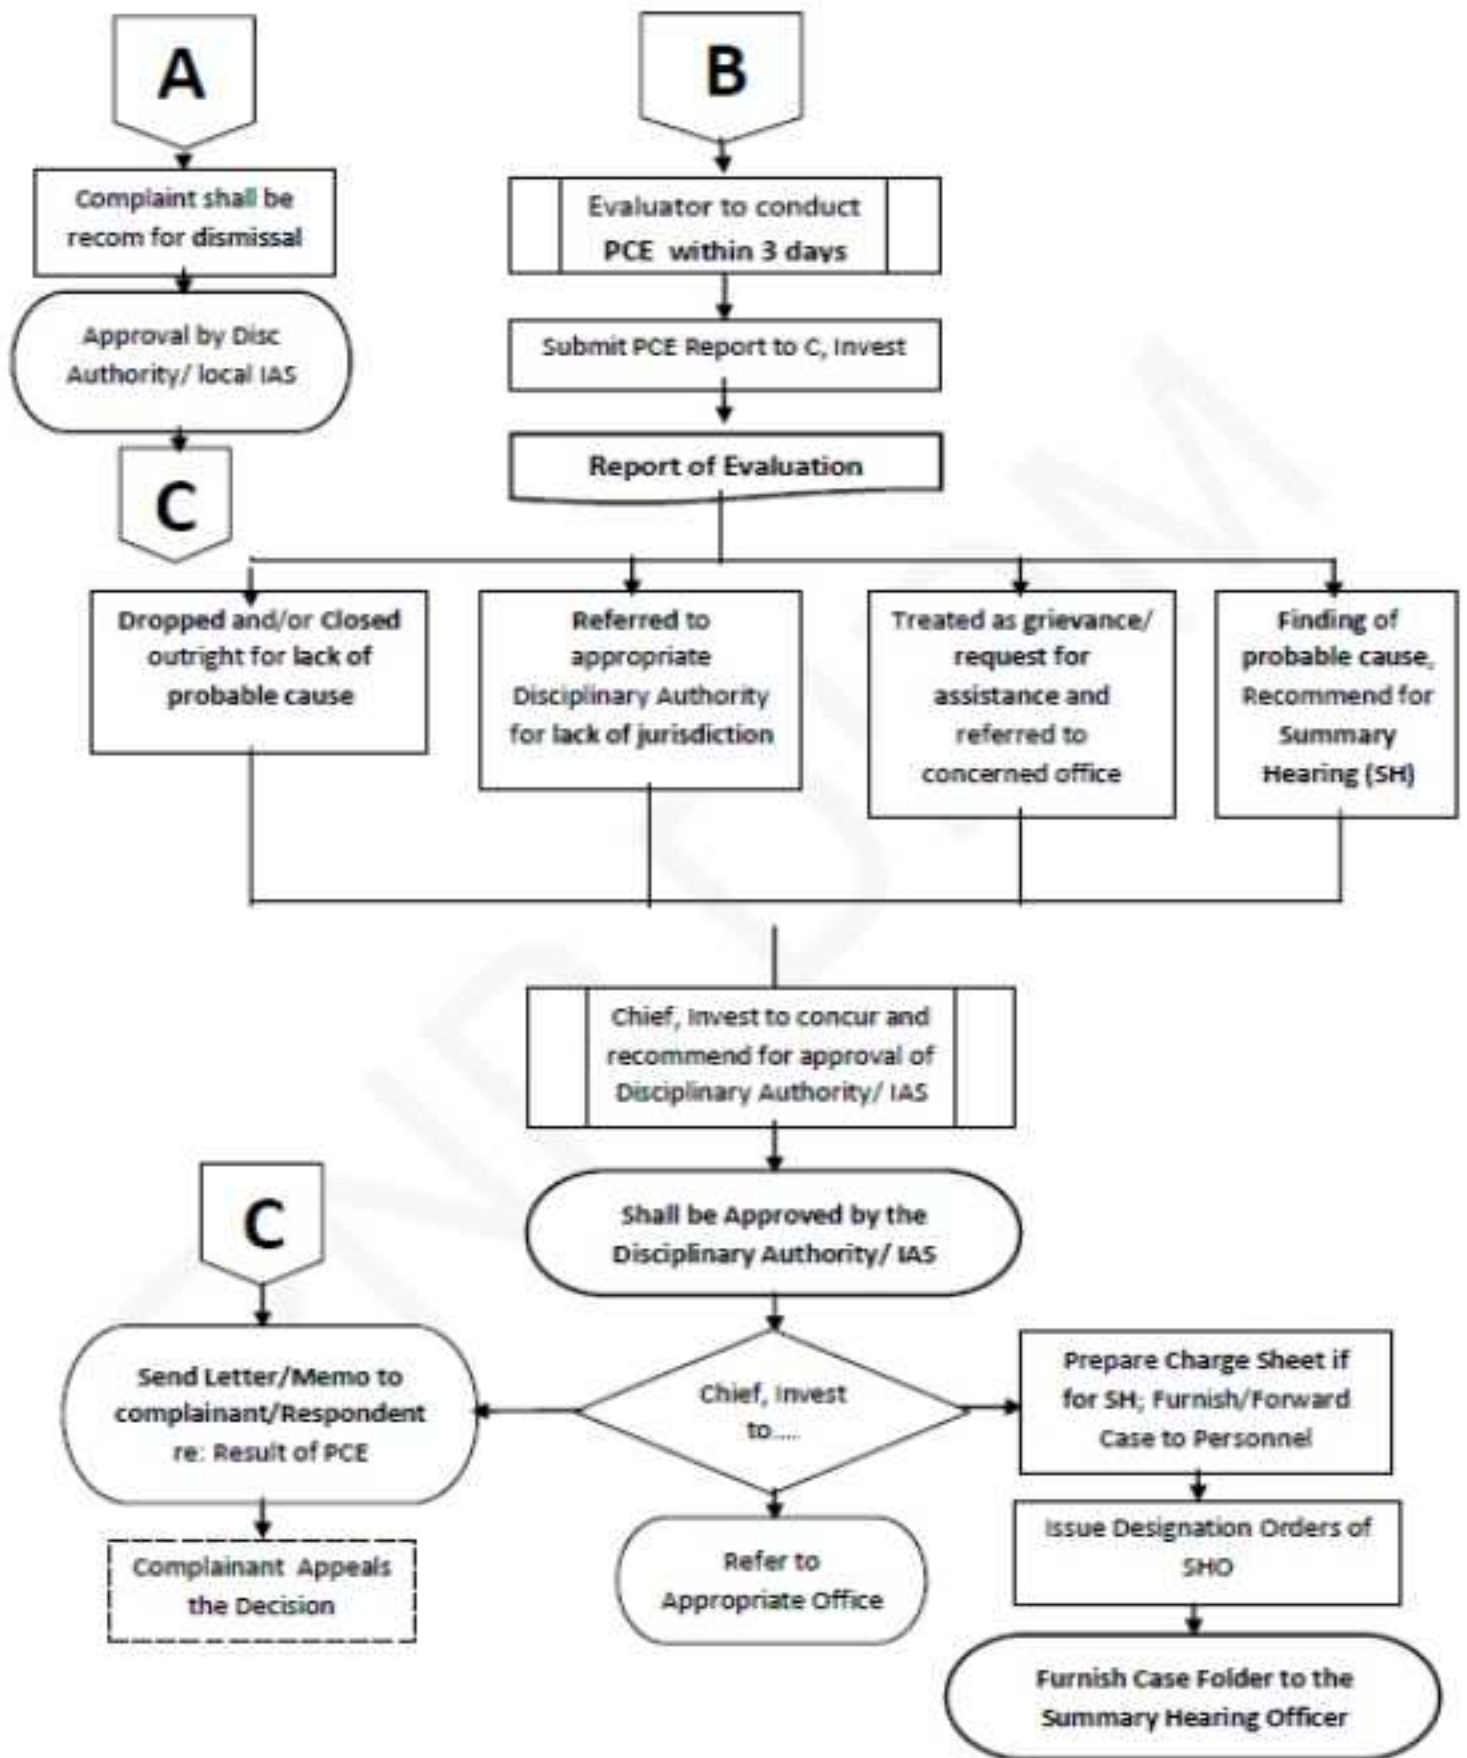 A
Complaint shall be
recom for dismissal
Approval by Disc
Authority/ local IAS
C
B
Evaluator to conduct
PCE within 3 days
Submit PCE Report to C, Invest
Report of Evaluation
Dropped and/or Closed
outright for lack of
probable cause
Referred to
appropriate
Disciplinary Authority
for lack of jurisdiction
Treated as grievance/
request for
assistance and
referred to
concerned office
Finding of
probable cause,
Recommend for
Summary
Hearing (SH)
Chief, Invest to concur and
recommend for approval of
Disciplinary Authority/ IAS
Shall be Approved by the
Disciplinary Authority/ IAS
C
Send Letter/Memo to
complainant/Respondent
re: Result of PCE
Complainant Appeals
the Decision
Chief, Invest
to.....
Refer to
Appropriate Office
Prepare Charge Sheet if
for SH; Furnish/Forward
Case to Personnel
Issue Designation Orders of
SHO
Furnish Case Folder to the
Summary Hearing Officer